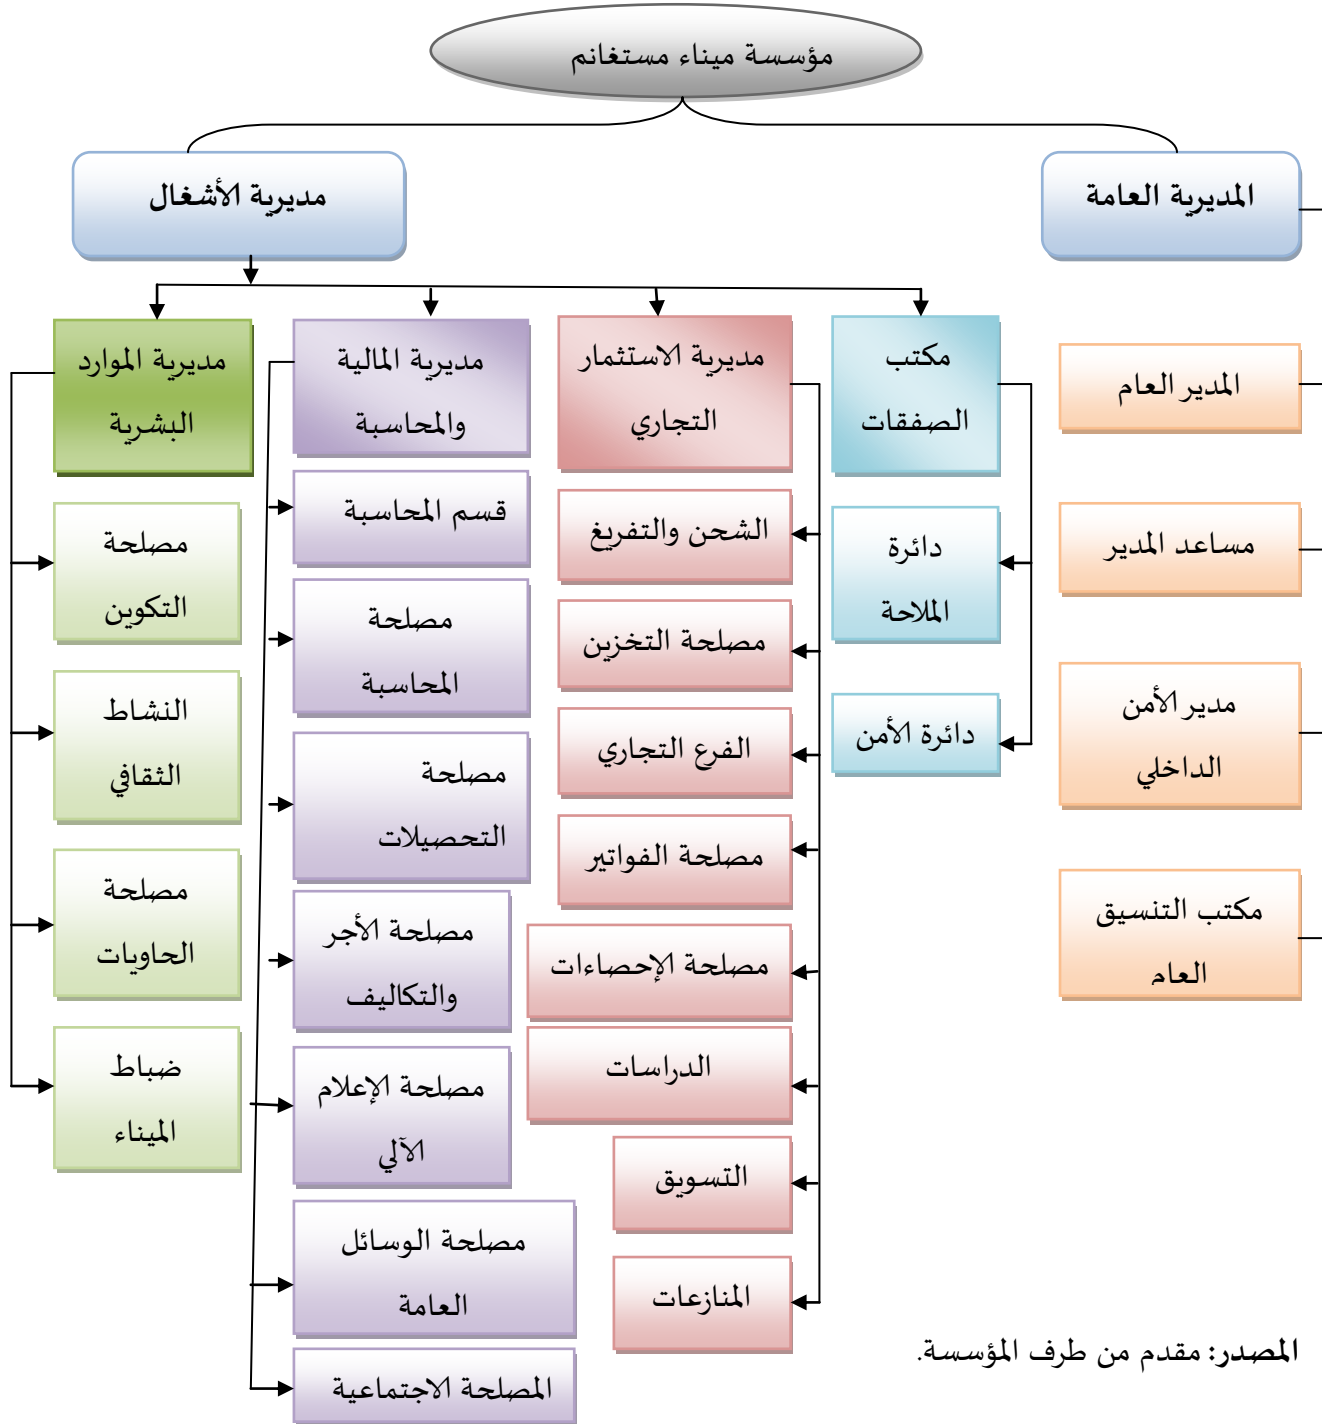 مؤسسة ميناء مستغانم
المديرية العامة
مديرية الأشغال
المدير العام
مساعد المدير
مدير الأمن
الداخلي
مكتب التنسيق
العام
مكتب
الصفقات
دائرة
الملاحة
دائرة الأمن
مديرية الاستثمار
التجاري
الشحن والتفريغ
مصلحة التخزين
الفرع التجاري
مصلحة الفواتير
مصلحة الإحصاءات
الدراسات
التسويق
المنازعات
مديرية المالية
والمحاسبة
قسم المحاسبة
مصلحة
المحاسبة
مصلحة
التحصيلات
مصلحة الأجر
والتكاليف
مصلحة الإعلام
الآلي
مصلحة الوسائل
العامة
المصلحة الاجتماعية
مديرية الموارد
البشرية
مصلحة
التكوين
النشاط
الثقافي
مصلحة
الحاويات
ضباط
الميناء
المصدر: مقدم من طرف المؤسسة.